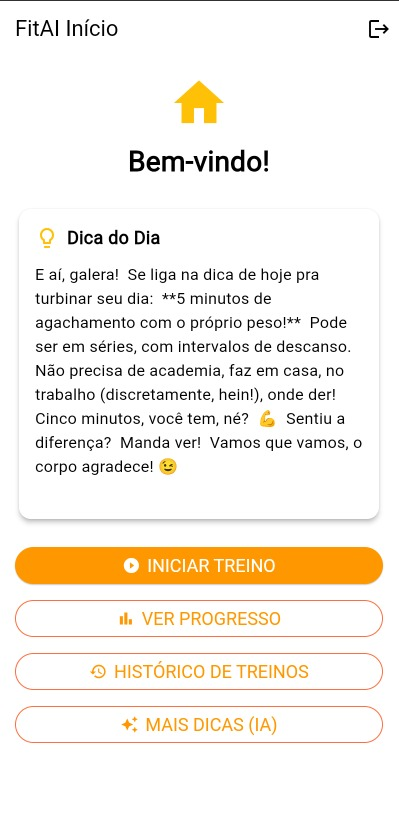 FitAI Início
Bem-vindo!
Dica do Dia
E aí, galera!  Se liga na dica de hoje pra
turbinar seu dia:  **5 minutos de
agachamento com o próprio peso!**  Pode
ser em séries, com intervalos de descanso.
Não precisa de academia, faz em casa, no
trabalho (discretamente, hein!), onde der!
Cinco minutos, você tem, né?  💪  Sentiu a
diferença?  Manda ver!  Vamos que vamos, o
corpo agradece! 😉
INICIAR TREINO
VER PROGRESSO
HISTÓRICO DE TREINOS
MAIS DICAS (IA)